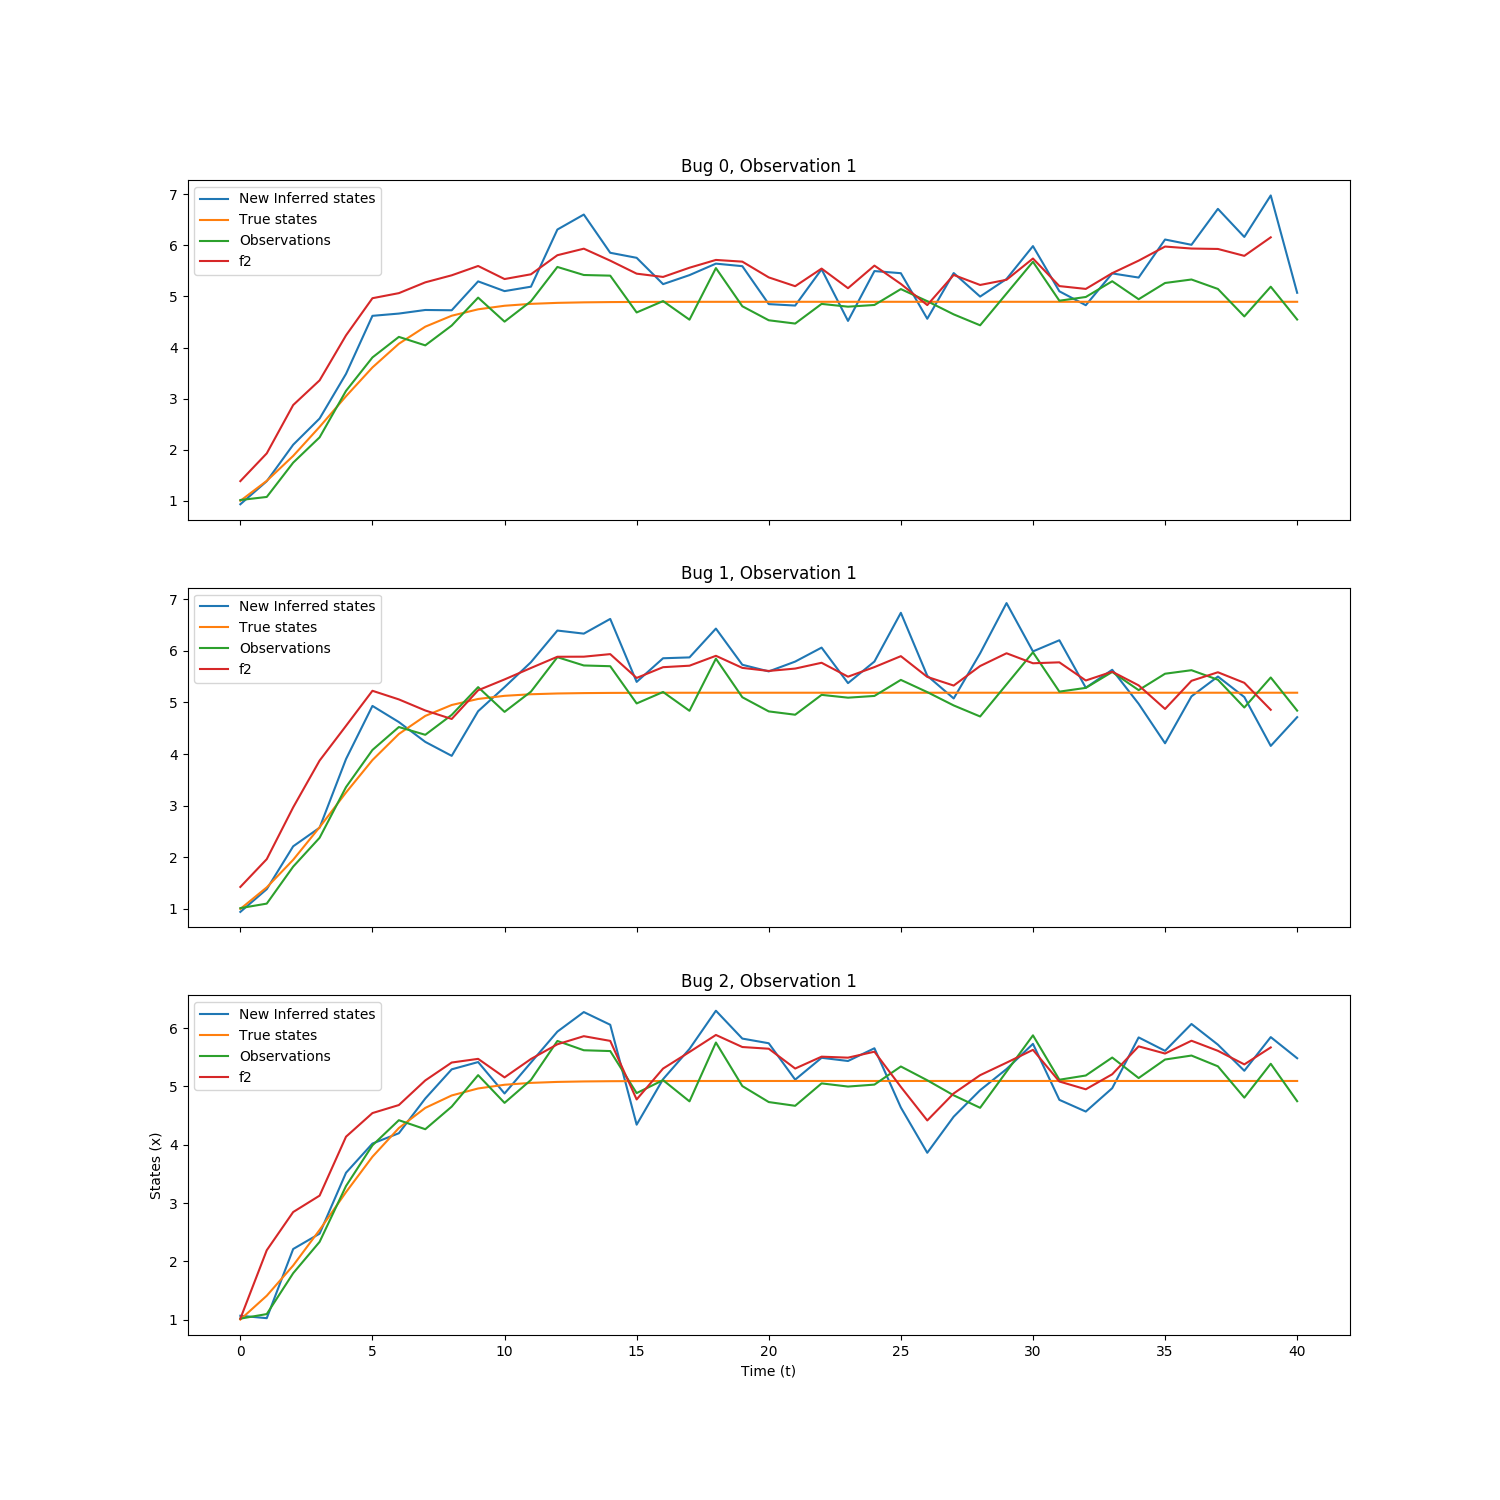 Bug 0, Observation 1
7
6
5
4
3
2
1
New Inferred states
True states
Observations
f2
Bug 1, Observation 1
7
6
5
4
3
2
1
New Inferred states
True states
Observations
f2
Bug 2, Observation 1
6
5
4
3
2
1
New Inferred states
True states
Observations
f2
States (x)
0 5 10 15 20 25 30 35 40
Time (t)